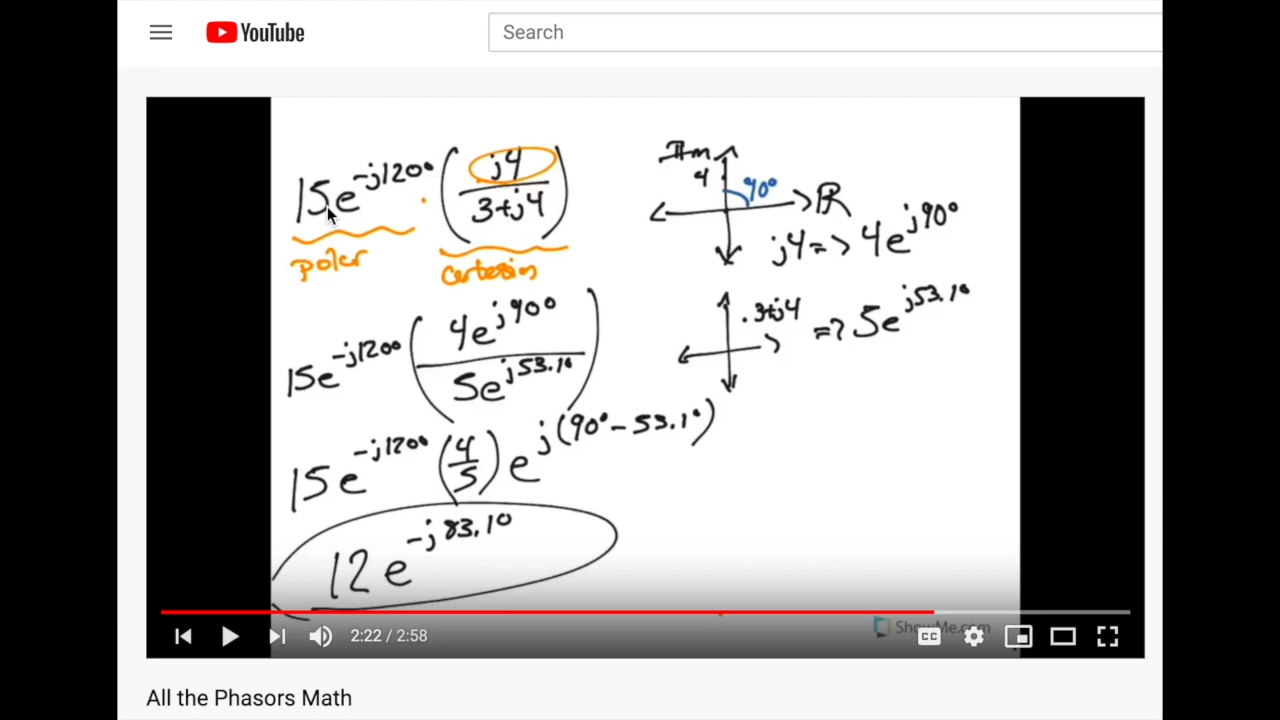 YouTube
Search
15e^{-j120°} · (j4 / 3+j4)
polar
cartesian
Im
4
90°
ℝ
j4 => 4e^{j90°}
3+j4
=> 5e^{j53.1°}
15e^{-j120°} (4e^{j90°} / 5e^{j53.1°})
15e^{-j120°} (4/5) e^{j(90°-53.1°)}
12e^{-j83.1°}
ShowMe.com
2:22 / 2:58
CC
All the Phasors Math